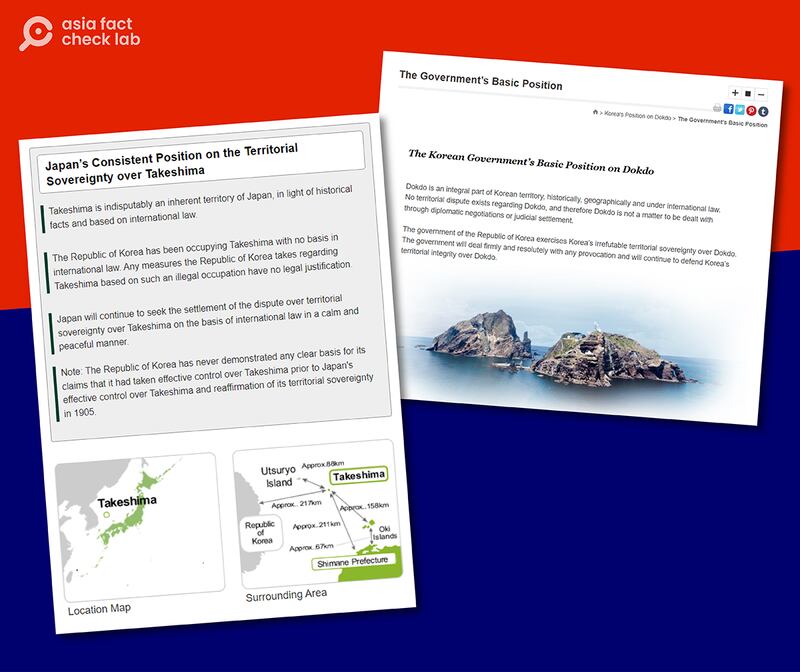 asia fact
check lab
Japan's Consistent Position on the Territorial
Sovereignty over Takeshima
Takeshima is indisputably an inherent territory of Japan, in light of historical
facts and based on international law.
The Republic of Korea has been occupying Takeshima with no basis in
international law. Any measures the Republic of Korea takes regarding
Takeshima based on such an illegal occupation have no legal justification.
Japan will continue to seek the settlement of the dispute over territorial
sovereignty over Takeshima on the basis of international law in a calm and
peaceful manner.
Note: The Republic of Korea has never demonstrated any clear basis for its
claims that it had taken effective control over Takeshima prior to Japan's
effective control over Takeshima and reaffirmation of its territorial sovereignty
in 1905.
Takeshima
Location Map
Approx.88km
Utsuryo
Island
Takeshima
Approx.. 217km
Approx..158km
Republic
of
Korea
Approx..211km
Oki
Islands
Approx..67km
Shimane Prefecture
Surrounding Area
The Government's Basic Position
> Korea's Position on Dokdo > The Government's Basic Position
The Korean Government's Basic Position on Dokdo
Dokdo is an integral part of Korean territory, historically, geographically and under international law.
No territorial dispute exists regarding Dokdo, and therefore Dokdo is not a matter to be dealt with
through diplomatic negotiations or judicial settlement.
The government of the Republic of Korea exercises Korea's irrefutable territorial sovereignty over Dokdo.
The government will deal firmly and resolutely with any provocation and will continue to defend Korea's
territorial integrity over Dokdo.